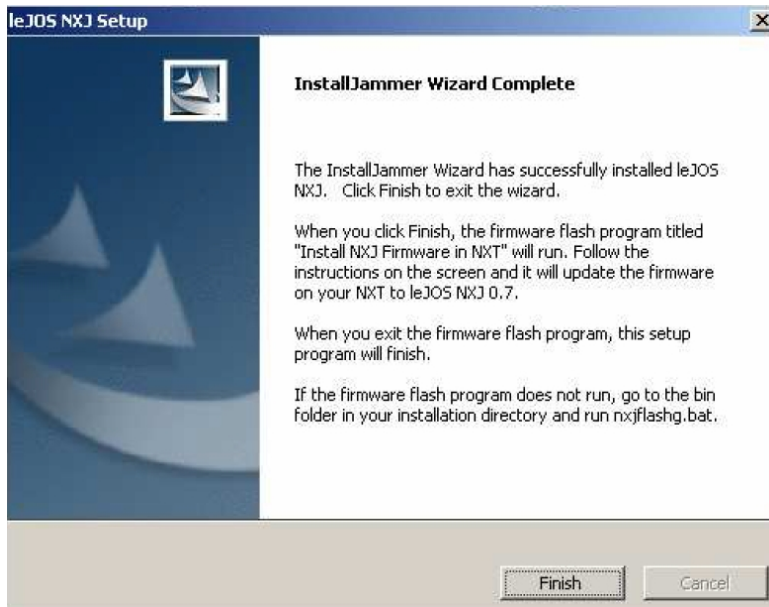 leJOS NXJ Setup
InstallJammer Wizard Complete
The InstallJammer Wizard has successfully installed leJOS
NXJ. Click Finish to exit the wizard.
When you click Finish, the firmware flash program titled
"Install NXJ Firmware in NXT" will run. Follow the
instructions on the screen and it will update the firmware
on your NXT to leJOS NXJ 0.7.
When you exit the firmware flash program, this setup
program will finish.
If the firmware flash program does not run, go to the bin
folder in your installation directory and run nxjflashg.bat.
Finish
Cancel